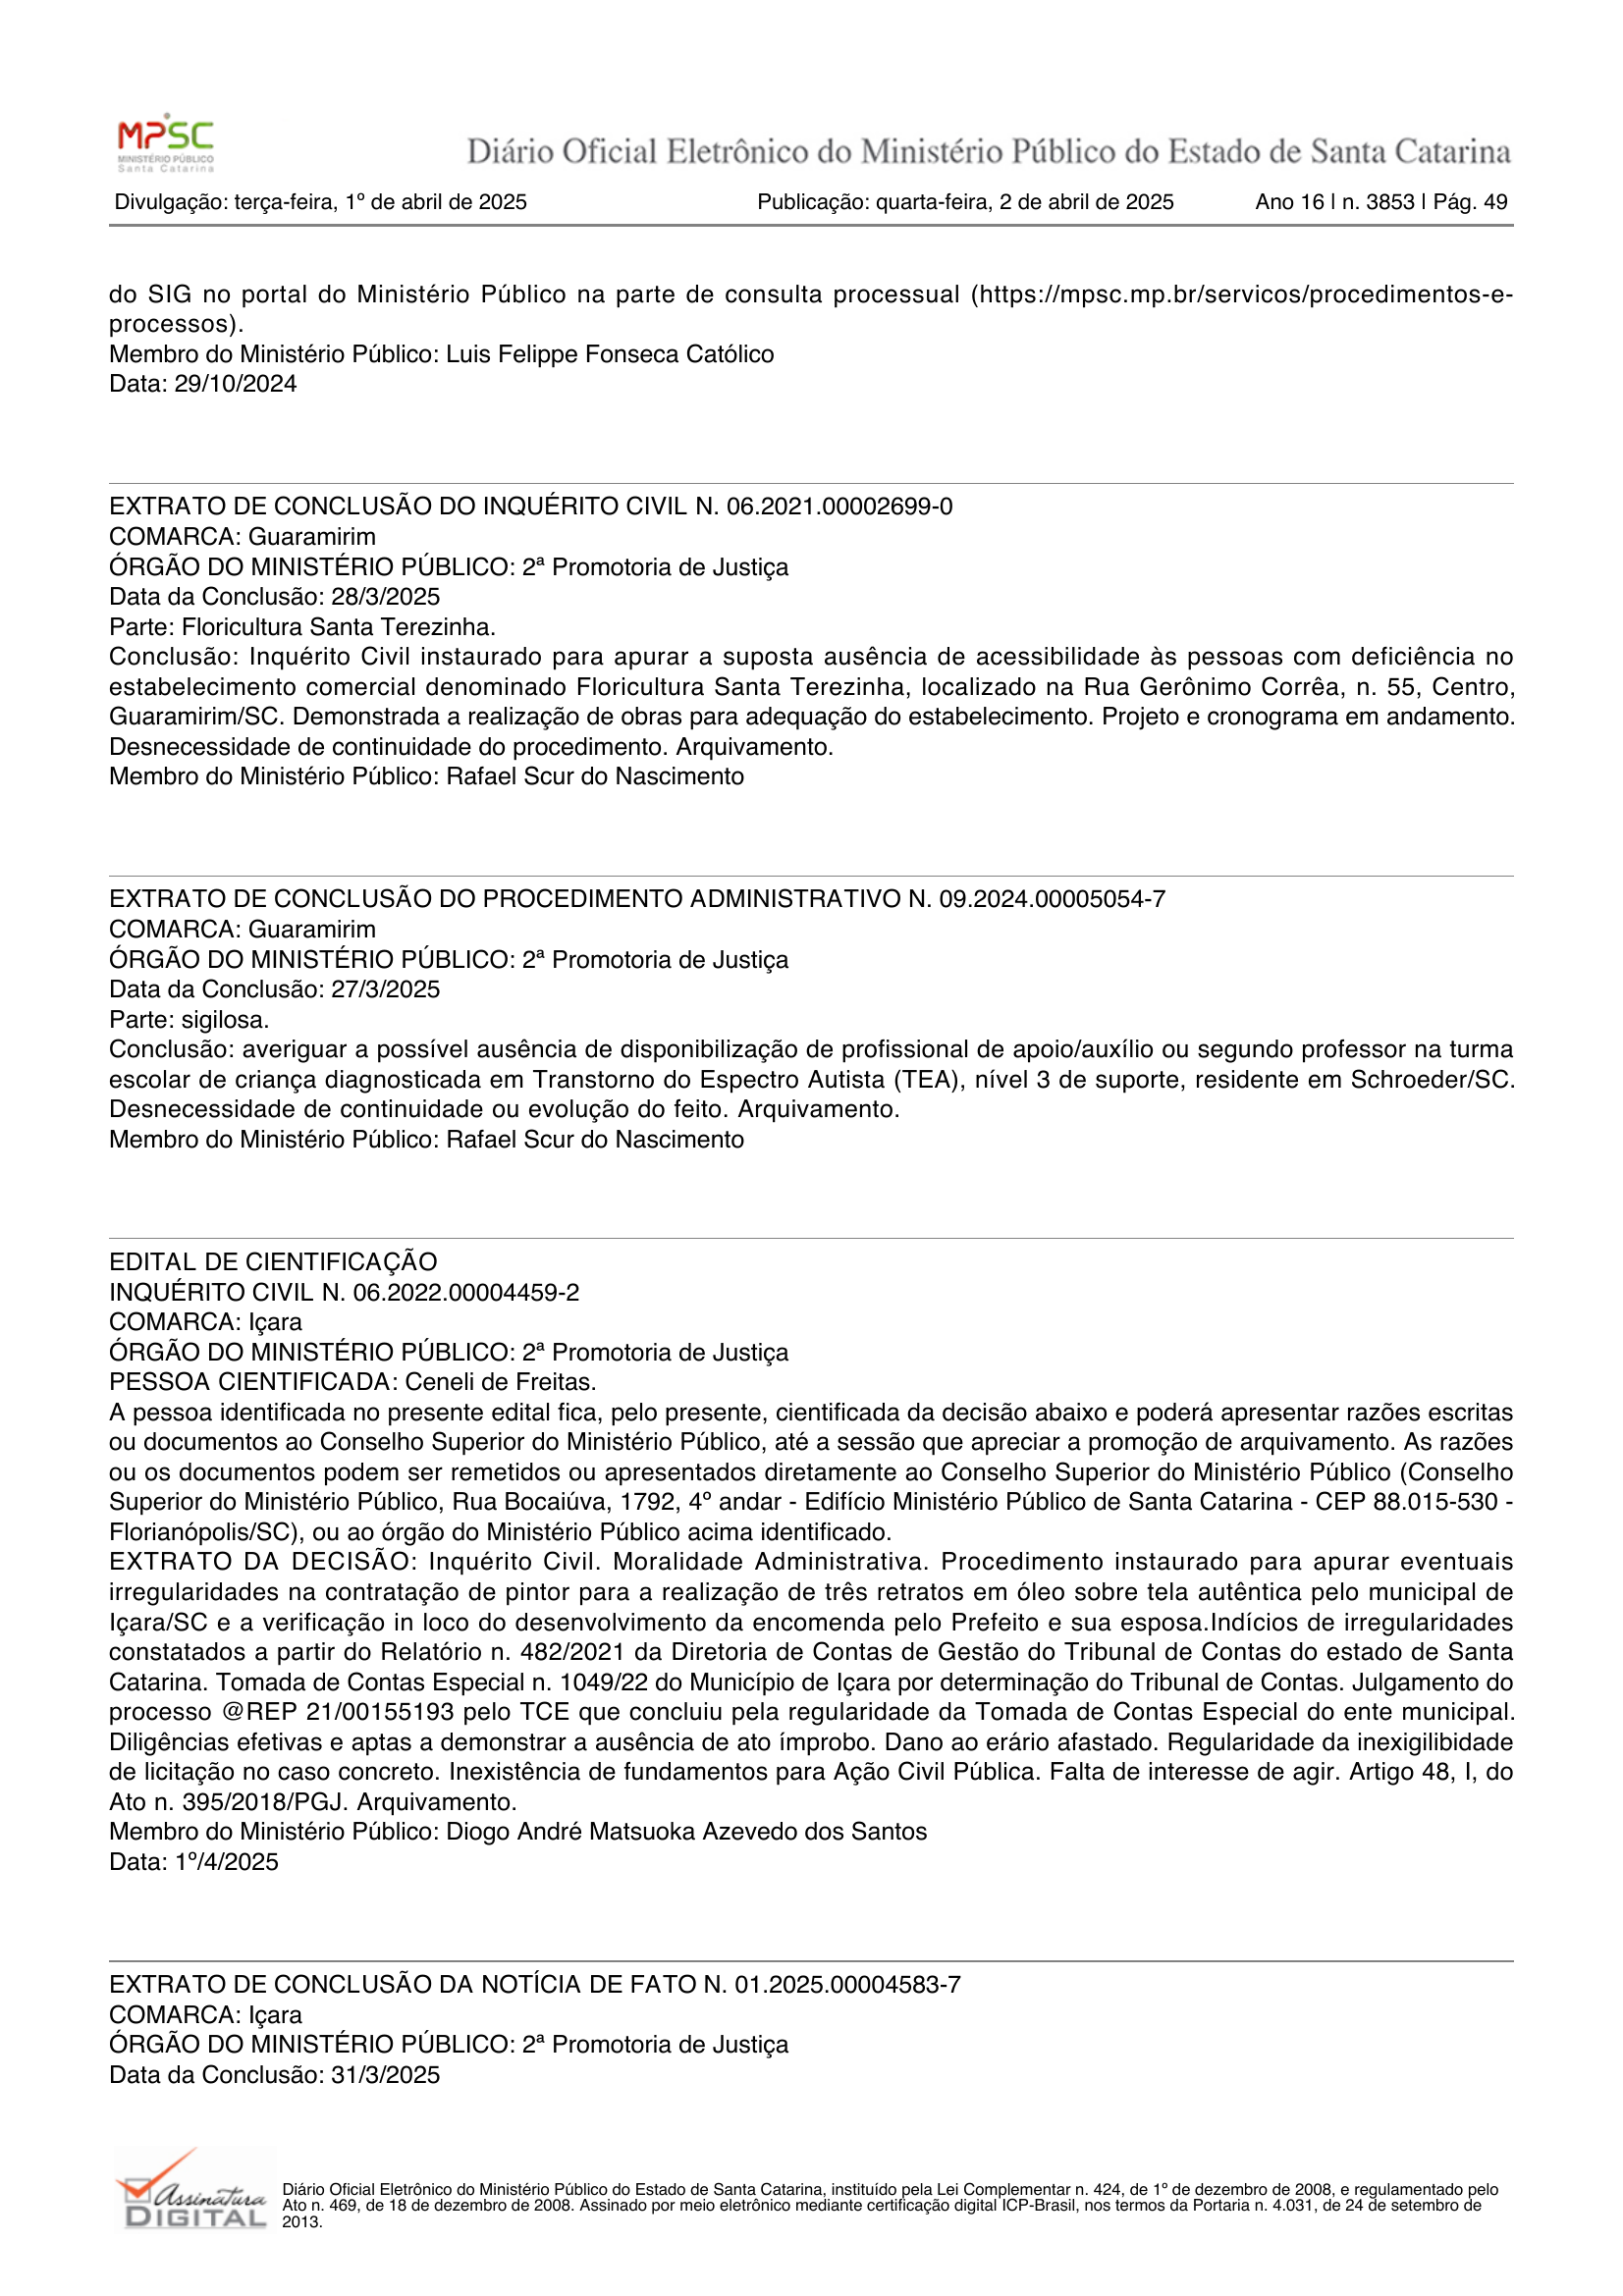 MPSC
MINISTÉRIO PÚBLICO
Santa Catarina
Diário Oficial Eletrônico do Ministério Público do Estado de Santa Catarina
Divulgação: terça-feira, 1º de abril de 2025 Publicação: quarta-feira, 2 de abril de 2025 Ano 16 | n. 3853 | Pág. 49
do SIG no portal do Ministério Público na parte de consulta processual (https://mpsc.mp.br/servicos/procedimentos-e-
processos).
Membro do Ministério Público: Luis Felippe Fonseca Católico
Data: 29/10/2024
EXTRATO DE CONCLUSÃO DO INQUÉRITO CIVIL N. 06.2021.00002699-0
COMARCA: Guaramirim
ÓRGÃO DO MINISTÉRIO PÚBLICO: 2ª Promotoria de Justiça
Data da Conclusão: 28/3/2025
Parte: Floricultura Santa Terezinha.
Conclusão: Inquérito Civil instaurado para apurar a suposta ausência de acessibilidade às pessoas com deficiência no
estabelecimento comercial denominado Floricultura Santa Terezinha, localizado na Rua Gerônimo Corrêa, n. 55, Centro,
Guaramirim/SC. Demonstrada a realização de obras para adequação do estabelecimento. Projeto e cronograma em andamento.
Desnecessidade de continuidade do procedimento. Arquivamento.
Membro do Ministério Público: Rafael Scur do Nascimento
EXTRATO DE CONCLUSÃO DO PROCEDIMENTO ADMINISTRATIVO N. 09.2024.00005054-7
COMARCA: Guaramirim
ÓRGÃO DO MINISTÉRIO PÚBLICO: 2ª Promotoria de Justiça
Data da Conclusão: 27/3/2025
Parte: sigilosa.
Conclusão: averiguar a possível ausência de disponibilização de profissional de apoio/auxílio ou segundo professor na turma
escolar de criança diagnosticada em Transtorno do Espectro Autista (TEA), nível 3 de suporte, residente em Schroeder/SC.
Desnecessidade de continuidade ou evolução do feito. Arquivamento.
Membro do Ministério Público: Rafael Scur do Nascimento
EDITAL DE CIENTIFICAÇÃO
INQUÉRITO CIVIL N. 06.2022.00004459-2
COMARCA: Içara
ÓRGÃO DO MINISTÉRIO PÚBLICO: 2ª Promotoria de Justiça
PESSOA CIENTIFICADA: Ceneli de Freitas.
A pessoa identificada no presente edital fica, pelo presente, cientificada da decisão abaixo e poderá apresentar razões escritas
ou documentos ao Conselho Superior do Ministério Público, até a sessão que apreciar a promoção de arquivamento. As razões
ou os documentos podem ser remetidos ou apresentados diretamente ao Conselho Superior do Ministério Público (Conselho
Superior do Ministério Público, Rua Bocaiúva, 1792, 4º andar - Edifício Ministério Público de Santa Catarina - CEP 88.015-530 -
Florianópolis/SC), ou ao órgão do Ministério Público acima identificado.
EXTRATO DA DECISÃO: Inquérito Civil. Moralidade Administrativa. Procedimento instaurado para apurar eventuais
irregularidades na contratação de pintor para a realização de três retratos em óleo sobre tela autêntica pelo municipal de
Içara/SC e a verificação in loco do desenvolvimento da encomenda pelo Prefeito e sua esposa.Indícios de irregularidades
constatados a partir do Relatório n. 482/2021 da Diretoria de Contas de Gestão do Tribunal de Contas do estado de Santa
Catarina. Tomada de Contas Especial n. 1049/22 do Município de Içara por determinação do Tribunal de Contas. Julgamento do
processo @REP 21/00155193 pelo TCE que concluiu pela regularidade da Tomada de Contas Especial do ente municipal.
Diligências efetivas e aptas a demonstrar a ausência de ato ímprobo. Dano ao erário afastado. Regularidade da inexigilibidade
de licitação no caso concreto. Inexistência de fundamentos para Ação Civil Pública. Falta de interesse de agir. Artigo 48, I, do
Ato n. 395/2018/PGJ. Arquivamento.
Membro do Ministério Público: Diogo André Matsuoka Azevedo dos Santos
Data: 1º/4/2025
EXTRATO DE CONCLUSÃO DA NOTÍCIA DE FATO N. 01.2025.00004583-7
COMARCA: Içara
ÓRGÃO DO MINISTÉRIO PÚBLICO: 2ª Promotoria de Justiça
Data da Conclusão: 31/3/2025
Assinatura
DIGITAL
Diário Oficial Eletrônico do Ministério Público do Estado de Santa Catarina, instituído pela Lei Complementar n. 424, de 1º de dezembro de 2008, e regulamentado pelo
Ato n. 469, de 18 de dezembro de 2008. Assinado por meio eletrônico mediante certificação digital ICP-Brasil, nos termos da Portaria n. 4.031, de 24 de setembro de
2013.